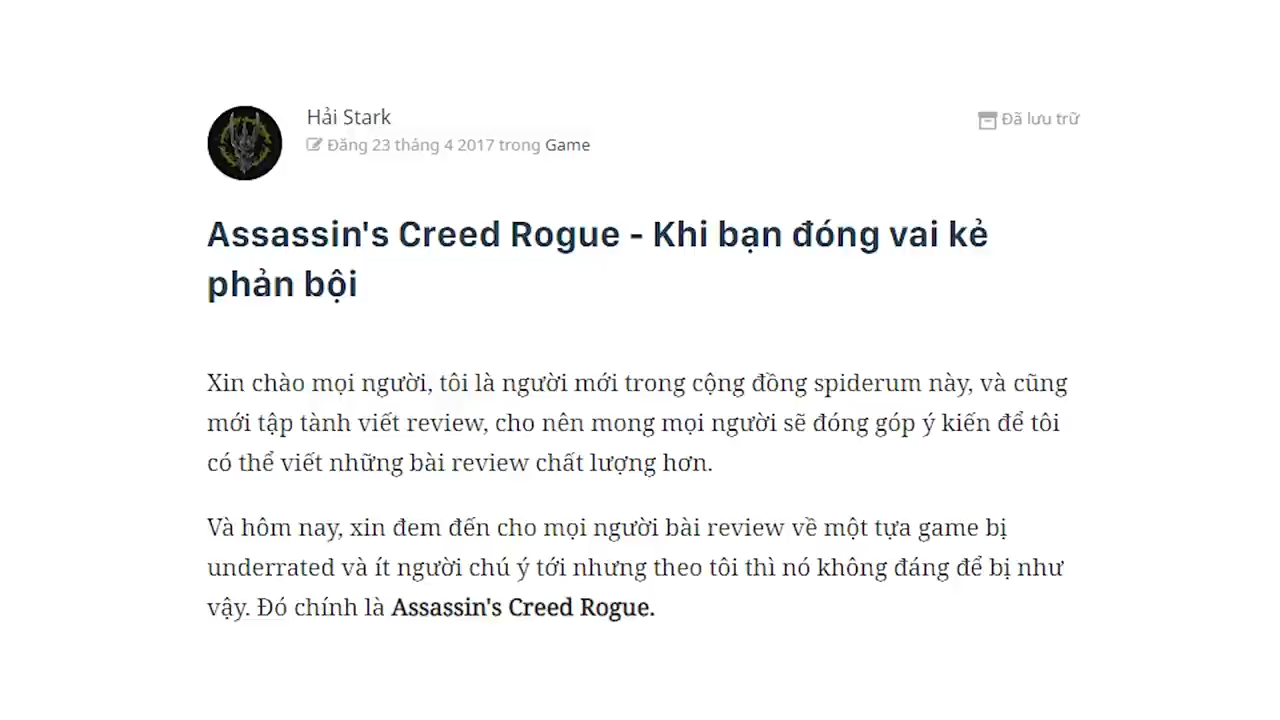 Hải Stark
Đã lưu trữ
Đăng 23 tháng 4 2017 trong Game
Assassin's Creed Rogue - Khi bạn đóng vai kẻ
phản bội
Xin chào mọi người, tôi là người mới trong cộng đồng spiderum này, và cũng
mới tập tành viết review, cho nên mong mọi người sẽ đóng góp ý kiến để tôi
có thể viết những bài review chất lượng hơn.
Và hôm nay, xin đem đến cho mọi người bài review về một tựa game bị
underrated và ít người chú ý tới nhưng theo tôi thì nó không đáng để bị như
vậy. Đó chính là Assassin's Creed Rogue.